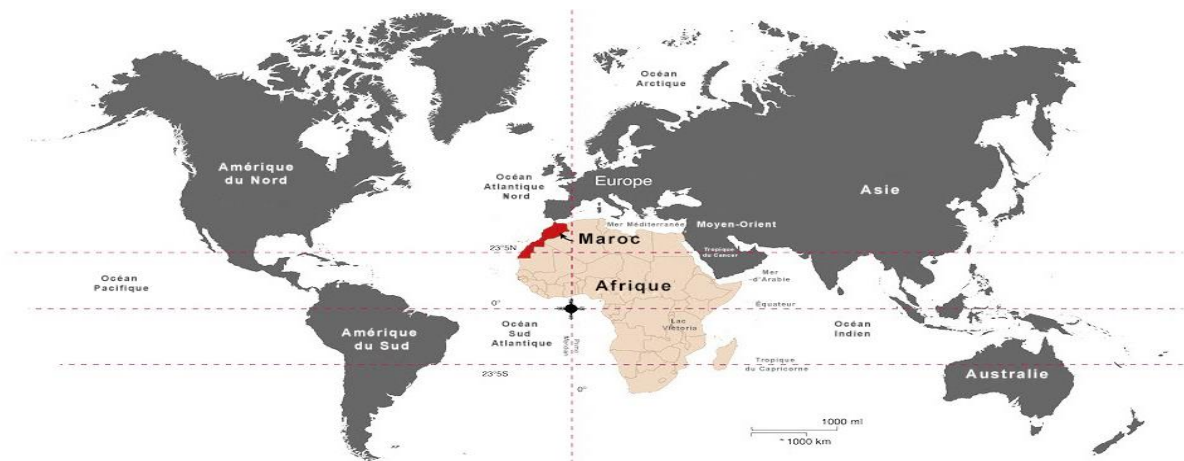 Océan
Arctique
Amérique
du Nord
Océan
Atlantique
Nord
Europe
Asie
Mer Méditerranée
Moyen-Orient
Maroc
23°5N
Tropique
du Cancer
Océan
Pacifique
Afrique
Mer
d'Arabie
0°
Équateur
Amérique
du Sud
Océan
Sud
Atlantique
Lac
Victoria
Océan
Indien
23°5S
0°
Tropique
du Capricorne
Australie
1000 ml
~1000 km